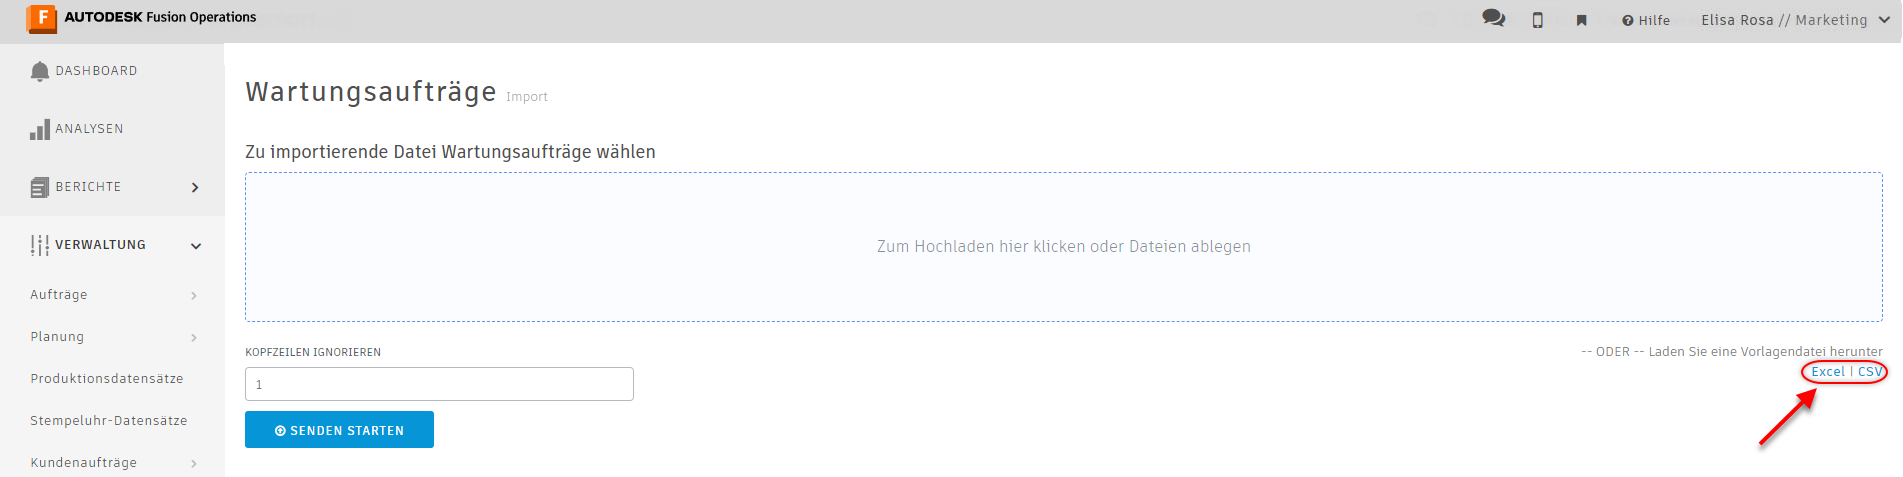 AUTODESK Fusion Operations
Hilfe
Elisa Rosa // Marketing
DASHBOARD
ANALYSEN
BERICHTE
VERWALTUNG
Aufträge
Planung
Produktionsdatensätze
Stempeluhr-Datensätze
Kundenaufträge
Wartungsaufträge Import
Zu importierende Datei Wartungsaufträge wählen
Zum Hochladen hier klicken oder Dateien ablegen
KOPFZEILEN IGNORIEREN
1
SENDEN STARTEN
-- ODER -- Laden Sie eine Vorlagendatei herunter
Excel | CSV